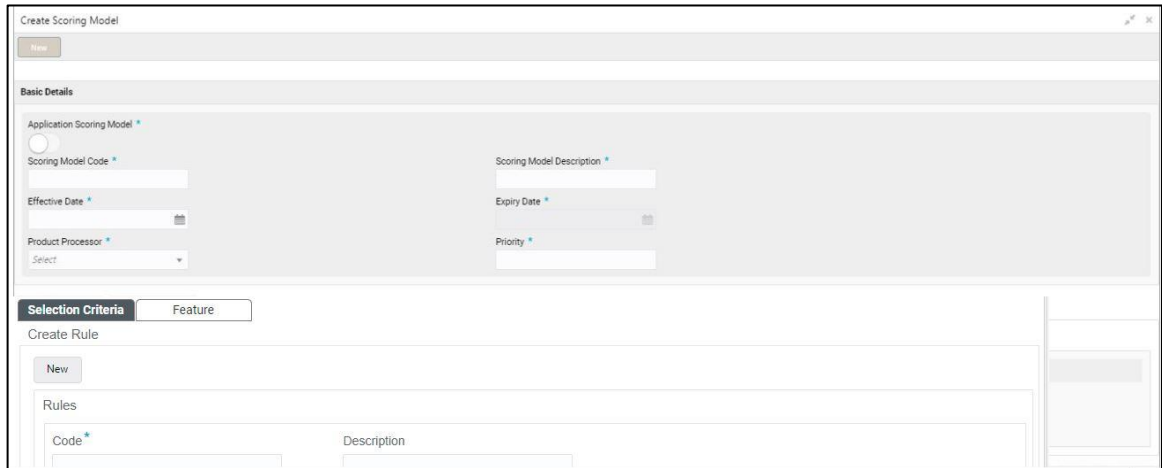 Create Scoring Model
New
Basic Details
Application Scoring Model *
Scoring Model Code * Scoring Model Description *
Effective Date * Expiry Date *
Product Processor * Priority *
Select
Selection Criteria Feature
Create Rule
New
Rules
Code * Description